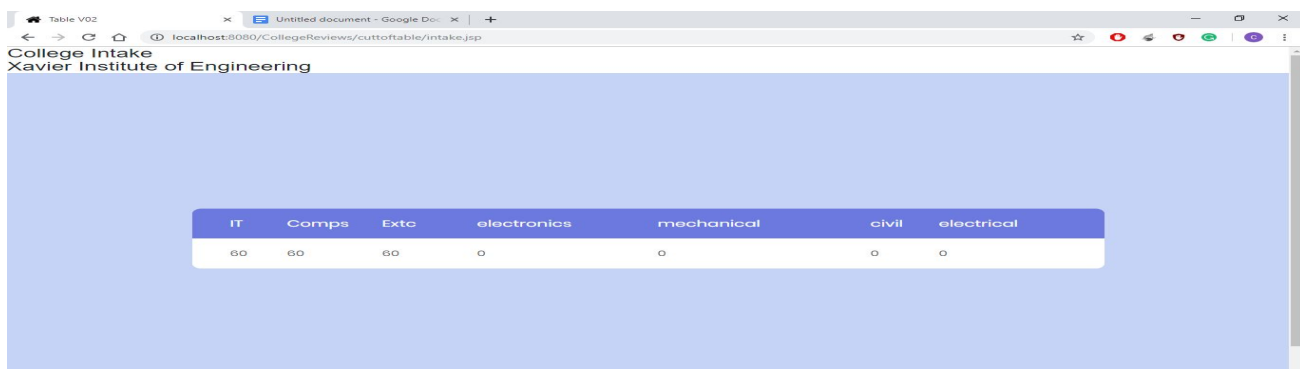 Table V02 Untitled document - Google Doc
localhost:8080/CollegeReviews/cuttoftable/intake.jsp
College Intake
Xavier Institute of Engineering
IT Comps Extc electronics mechanical civil electrical
60 60 60 0 0 0 0